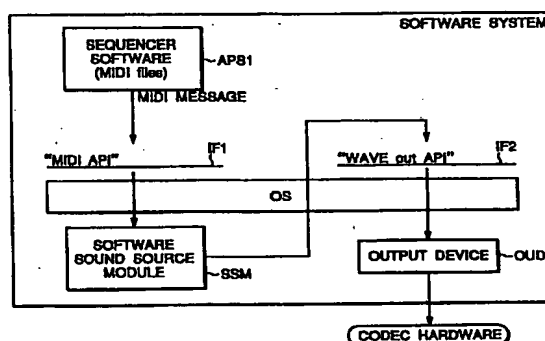 SOFTWARE SYSTEM
SEQUENCER
SOFTWARE
(MIDI files)
APS1
MIDI MESSAGE
"MIDI API"
IF1
"WAVE out API"
IF2
OS
SOFTWARE
SOUND SOURCE
MODULE
SSM
OUTPUT DEVICE
OUD
CODEC HARDWARE